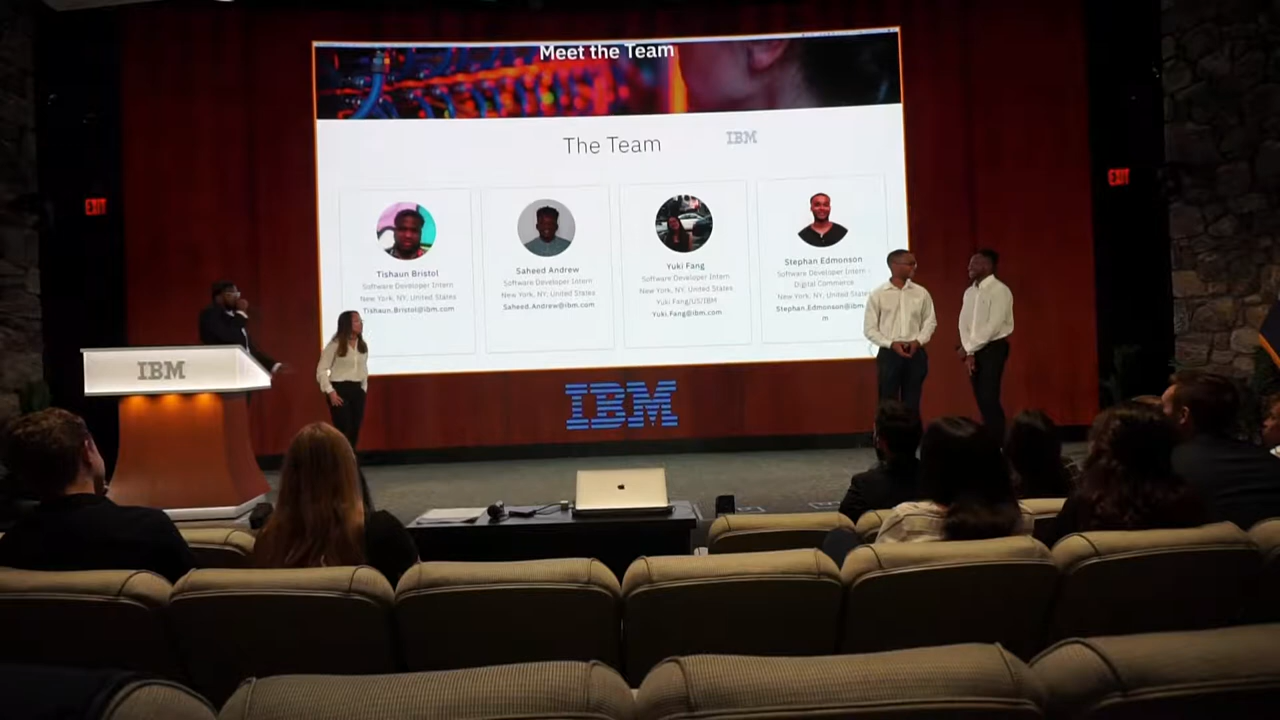 Meet the Team
The Team
IBM
Tishaun Bristol
Software Developer Intern
New York, NY, United States
Tishaun.Bristol@ibm.com
Saheed Andrew
Software Developer Intern
New York, NY, United States
Saheed.Andrew@ibm.com
Yuki Fang
Software Developer Intern
New York, NY, United States
Yuki Fang/US/IBM
Yuki.Fang@ibm.com
Stephan Edmonson
Software Developer Intern -
Digital Commerce
New York, NY, United States
Stephan.Edmonson@ibm.co
m
EXIT
EXIT
IBM
IBM